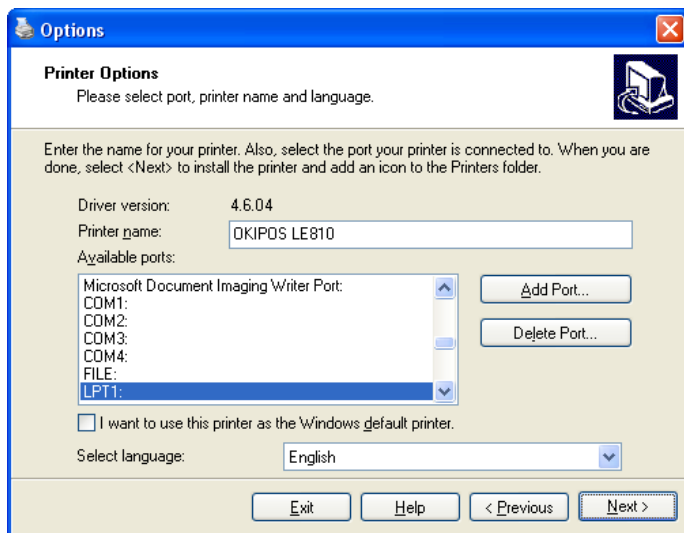 Options
Printer Options
Please select port, printer name and language.
Enter the name for your printer. Also, select the port your printer is connected to. When you are
done, select <Next> to install the printer and add an icon to the Printers folder.
Driver version: 4.6.04
Printer name: OKIPOS LE810
Available ports:
Microsoft Document Imaging Writer Port:
COM1:
COM2:
COM3:
COM4:
FILE:
LPT1:
Add Port...
Delete Port...
I want to use this printer as the Windows default printer.
Select language: English
Exit Help < Previous Next >